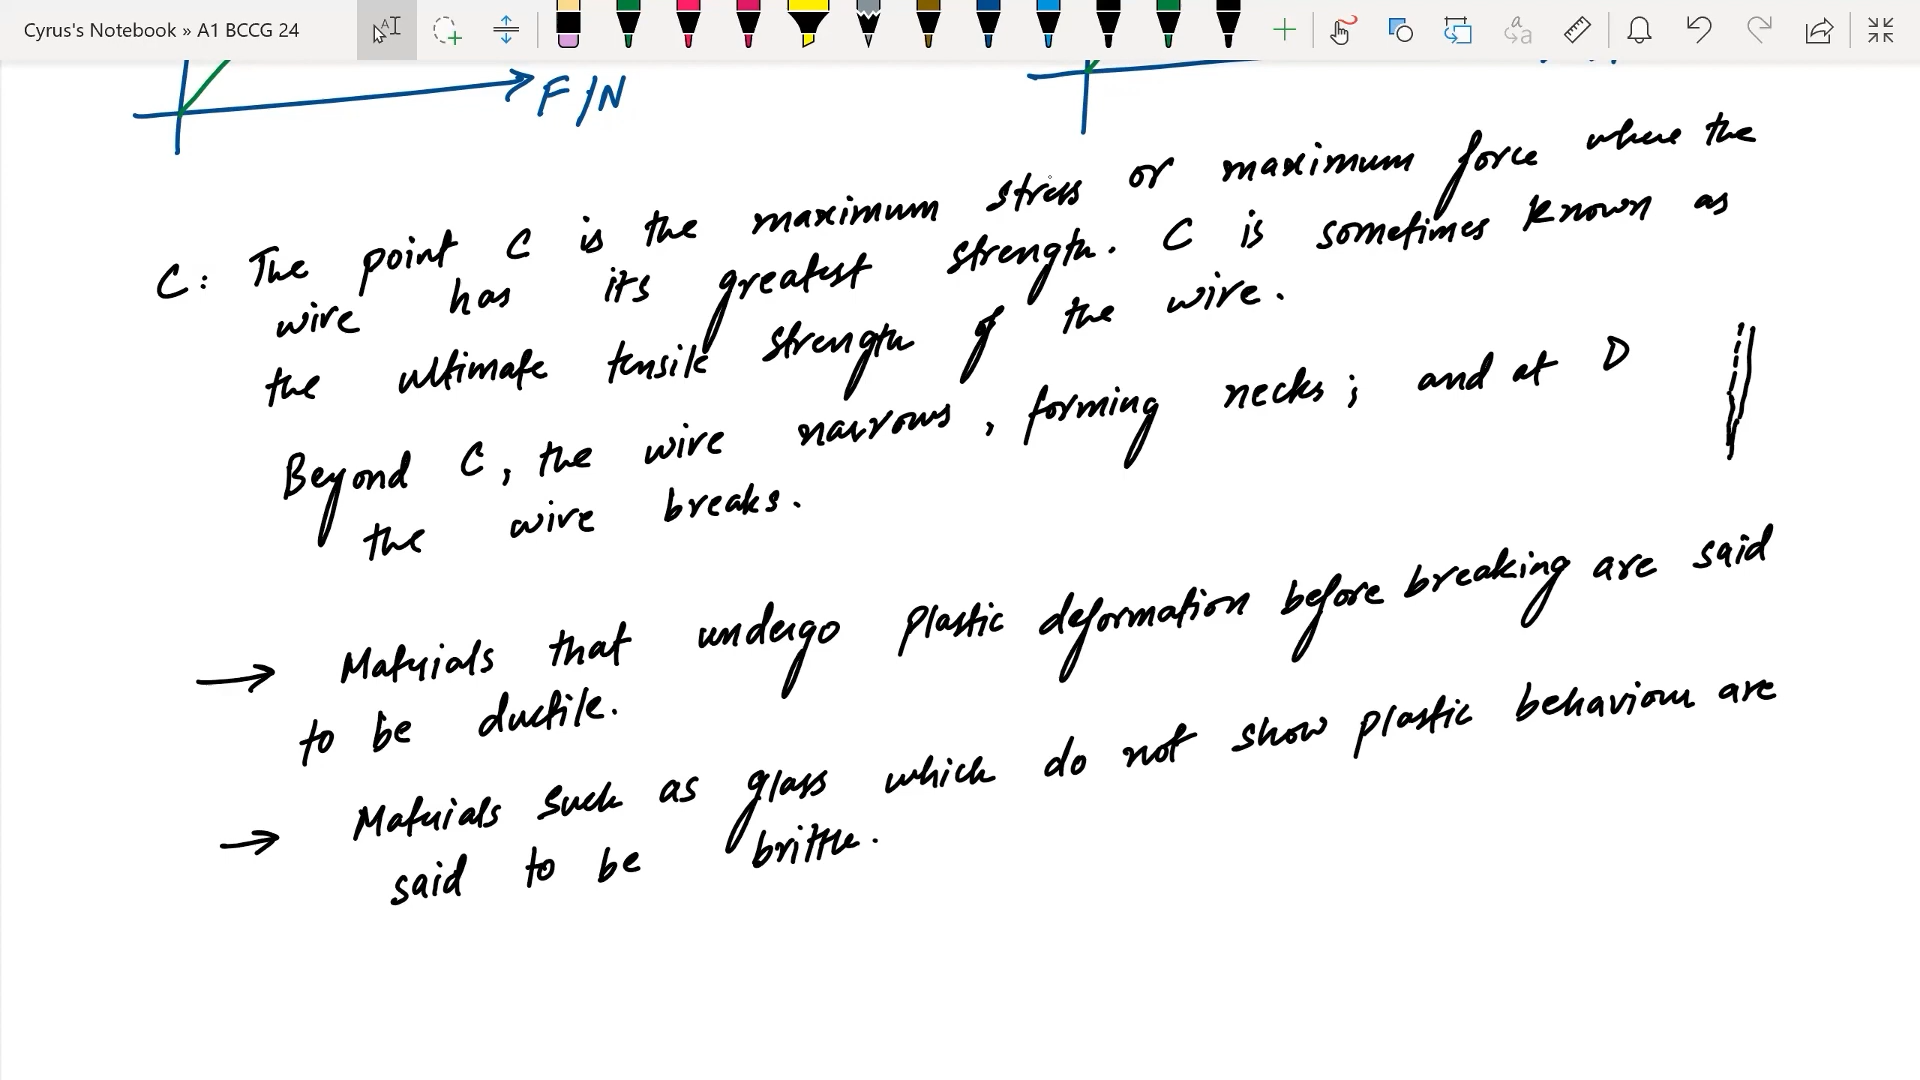 Cyrus's Notebook » A1 BCCG 24
F/N
C: The point C is the maximum stress or maximum force where the
wire has its greatest strength. C is sometimes known as
the ultimate tensile strength of the wire.
Beyond C, the wire narrows, forming necks; and at D
the wire breaks.
→ Materials that undergo plastic deformation before breaking are said
to be ductile.
→ Materials such as glass which do not show plastic behaviour are
said to be brittle.